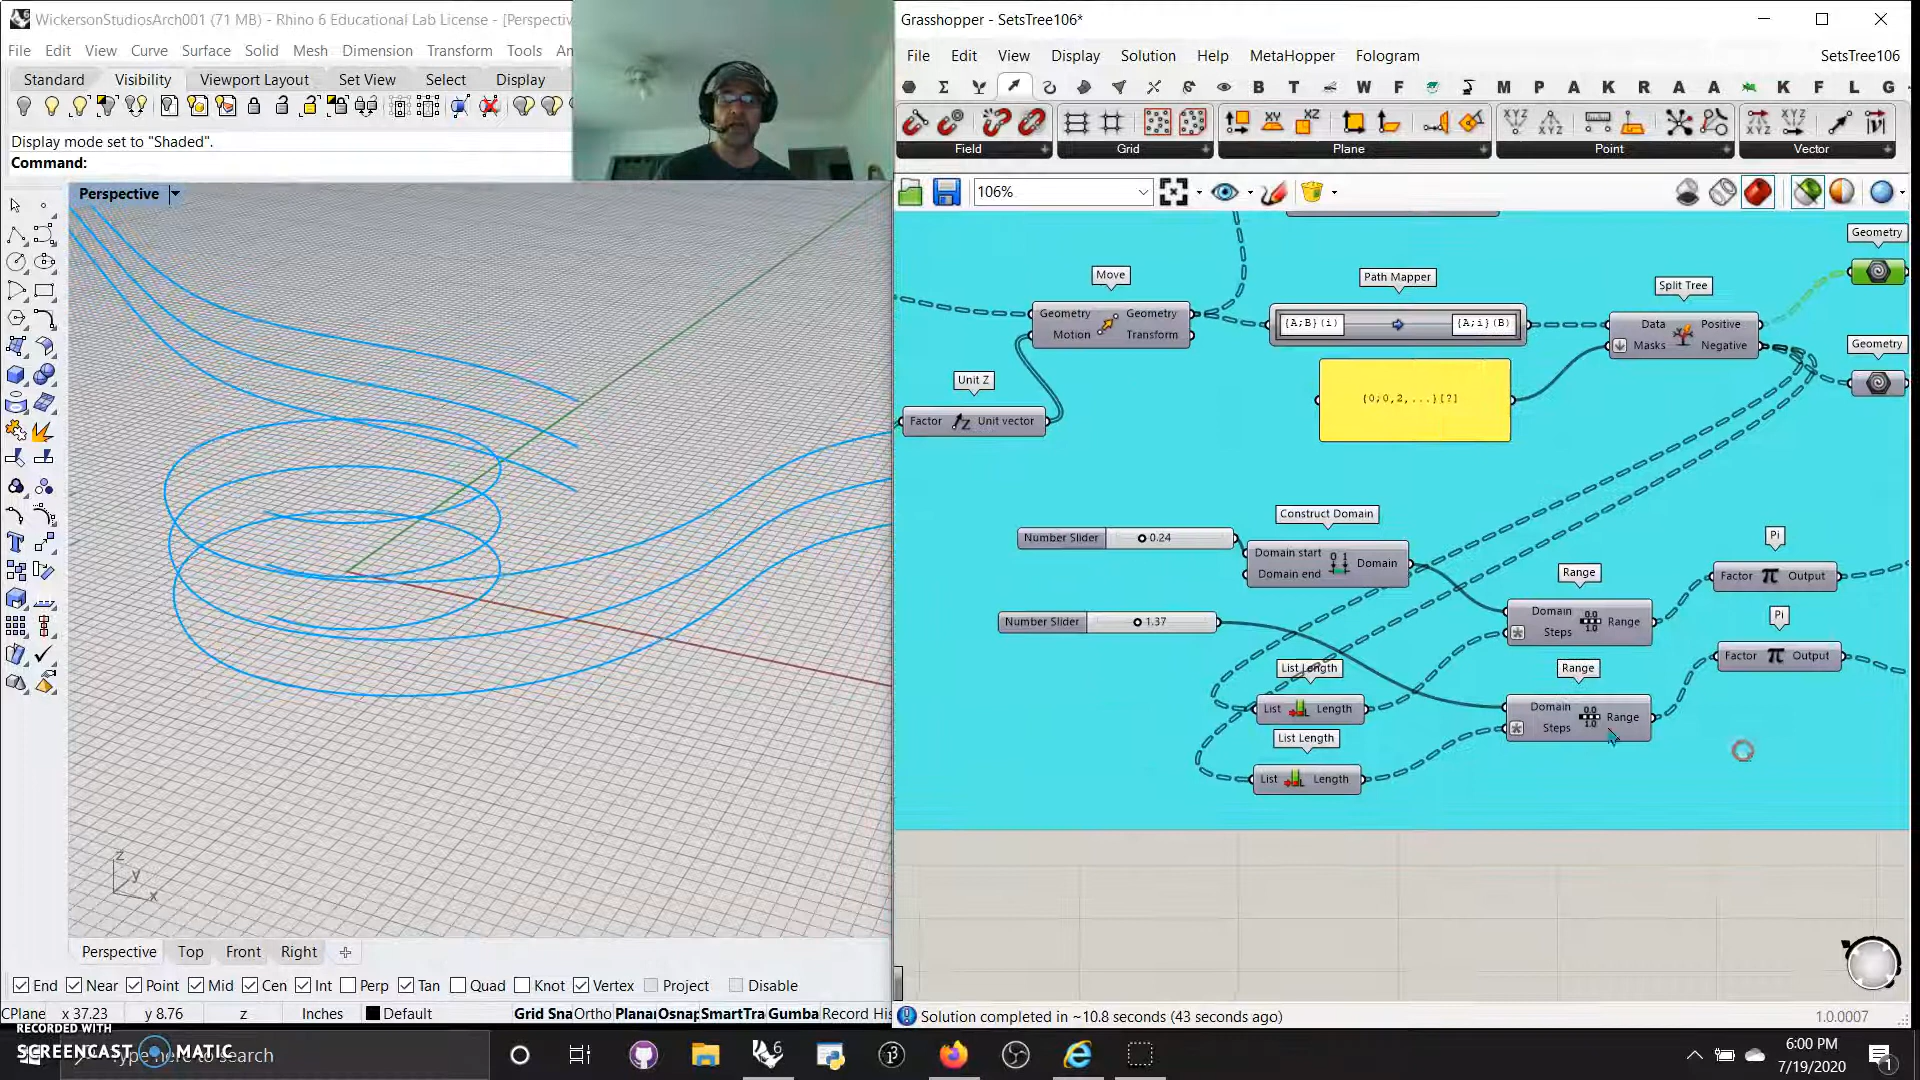 WickersonStudiosArch001 (71 MB) - Rhino 6 Educational Lab License - [Perspectiv
File Edit View Curve Surface Solid Mesh Dimension Transform Tools An
Standard Visibility Viewport Layout Set View Select Display
Display mode set to "Shaded".
Command:
Perspective
z
y
x
Perspective Top Front Right
End Near Point Mid Cen Int Perp Tan Quad Knot Vertex Project Disable
CPlane x 37.23 y 8.76 z Inches Default Grid Sna Ortho Planar Osnap SmartTra Gumba Record His
Grasshopper - SetsTree106*
File Edit View Display Solution Help MetaHopper Fologram SetsTree106
B T W F M P A K R A A K F L G
Field Grid Plane Point Vector
106%
Geometry
Move
Geometry Geometry
Motion Transform
Path Mapper
{A;B}(i) {A;i}(B)
Split Tree
Data Positive
Masks Negative
Geometry
Unit Z
Factor Unit vector
{0;0,2,...}[?]
Construct Domain
Number Slider 0.24
Domain start Domain
Domain end
Pi
Factor Output
Range
Domain Range
Steps
Number Slider 1.37
Pi
Factor Output
List Length
List Length
Range
Domain Range
Steps
List Length
List Length
Solution completed in ~10.8 seconds (43 seconds ago) 1.0.0007
RECORDED WITH
SCREENCAST MATIC
Type here to search
6:00 PM
7/19/2020
1